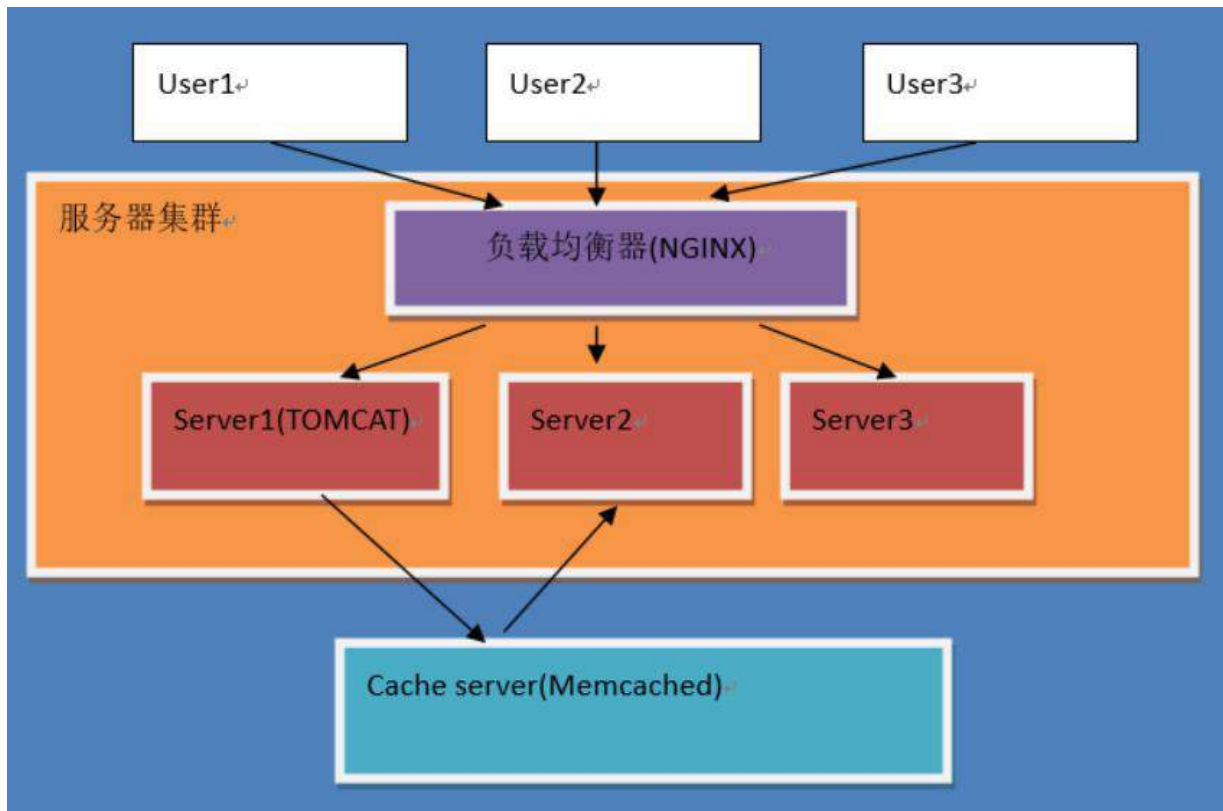 User1
User2
User3
服务器集群
负载均衡器(NGINX)
Server1(TOMCAT)
Server2
Server3
Cache server(Memcached)